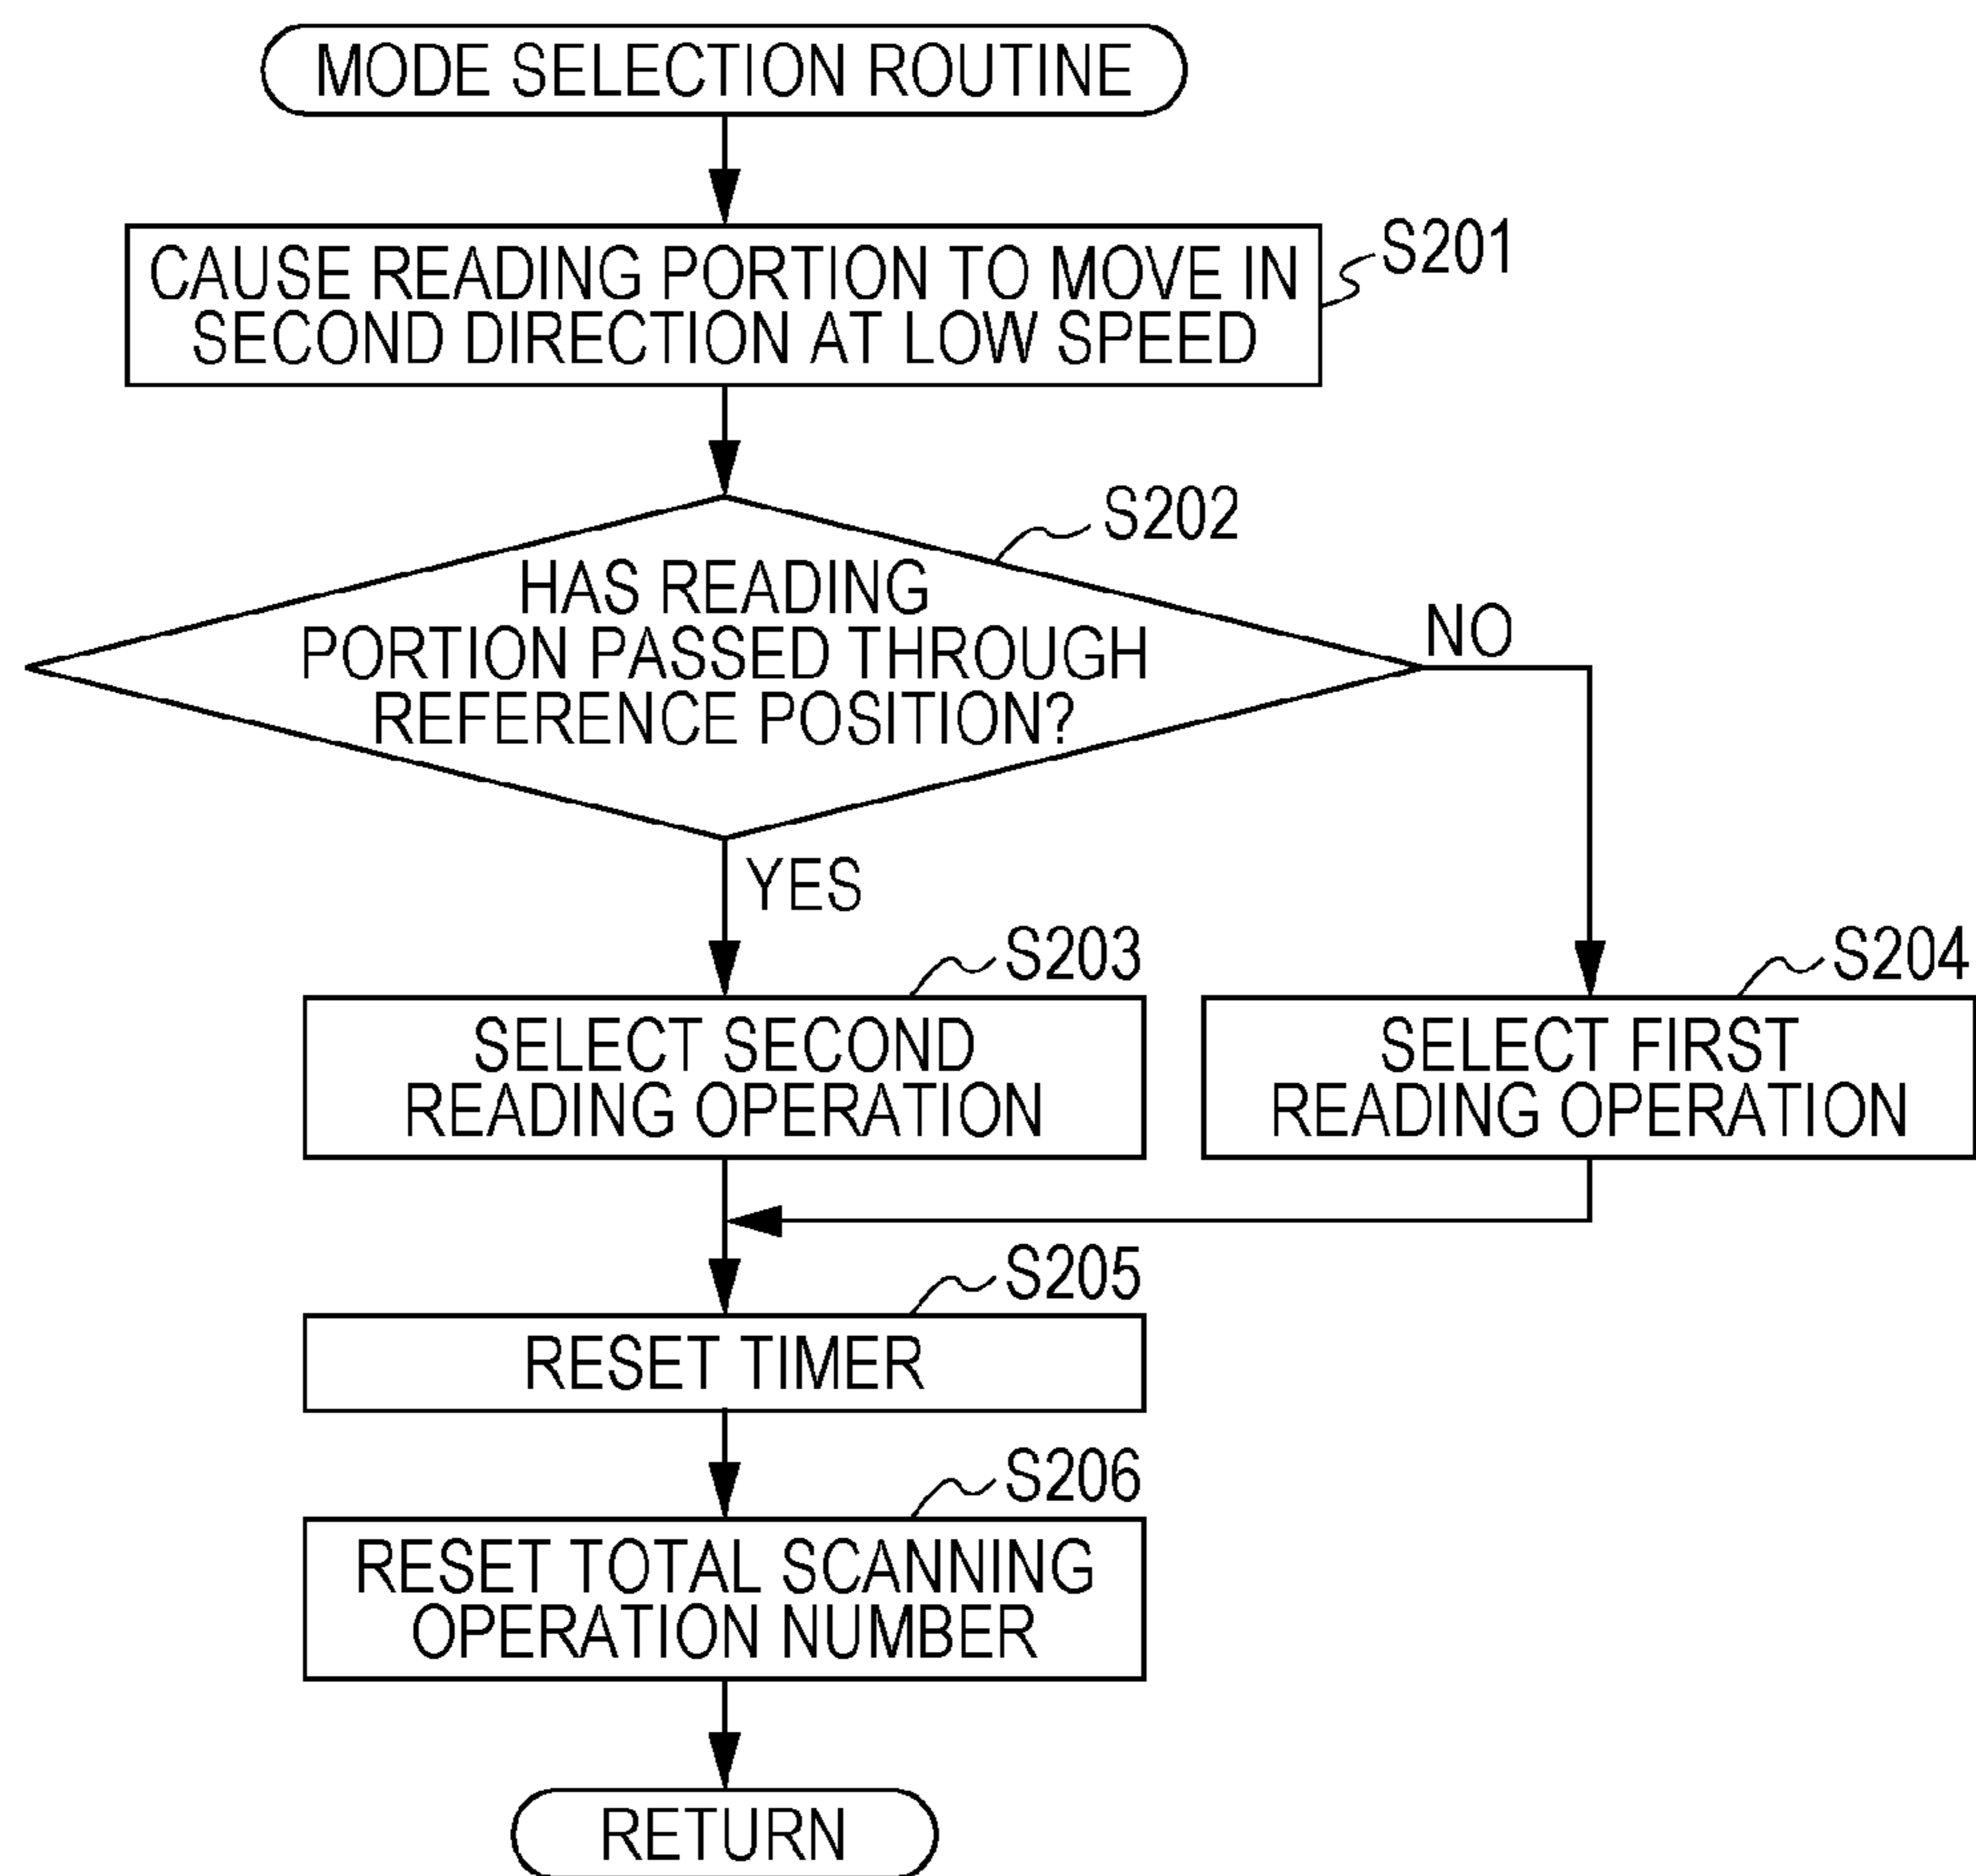 MODE SELECTION ROUTINE
CAUSE READING PORTION TO MOVE IN
SECOND DIRECTION AT LOW SPEED
S201
S202
HAS READING
PORTION PASSED THROUGH
REFERENCE POSITION?
NO
YES
S203
SELECT SECOND
READING OPERATION
S204
SELECT FIRST
READING OPERATION
S205
RESET TIMER
S206
RESET TOTAL SCANNING
OPERATION NUMBER
RETURN